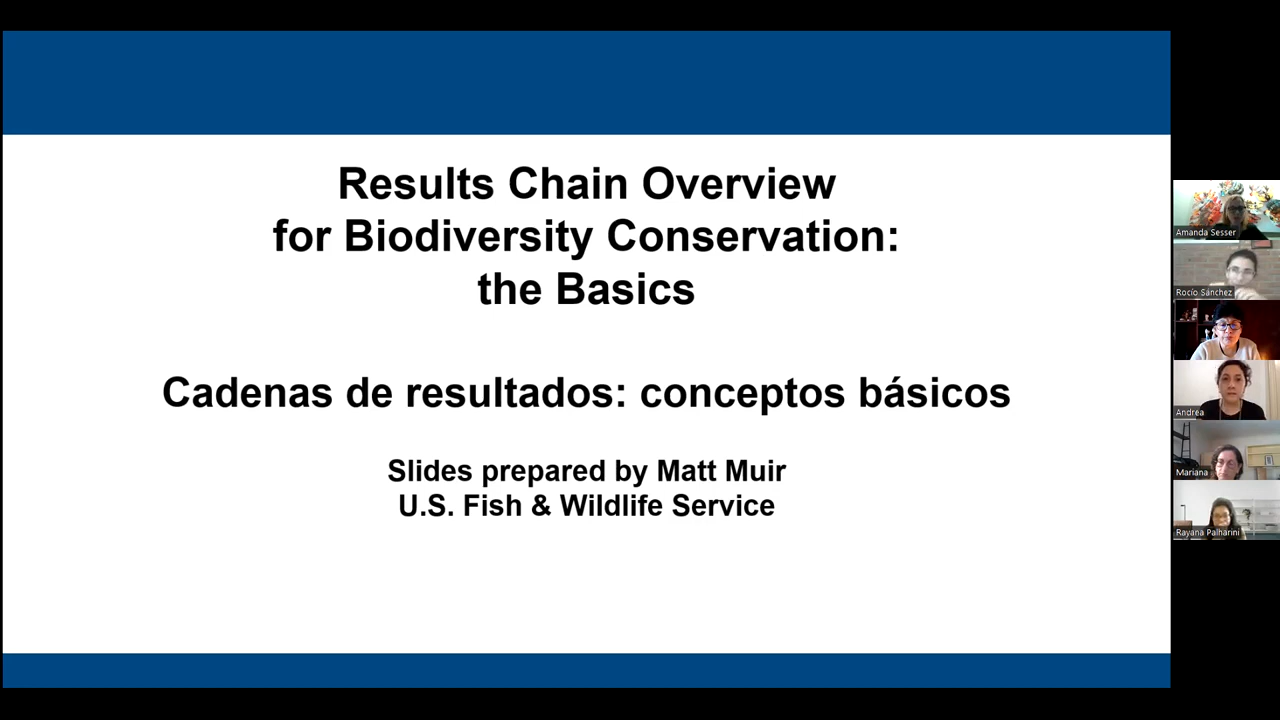 Results Chain Overview
for Biodiversity Conservation:
the Basics
Cadenas de resultados: conceptos básicos
Slides prepared by Matt Muir
U.S. Fish & Wildlife Service
Amanda Sesser
Rocío Sánchez
Andrea
Mariana
Rayana Palharini